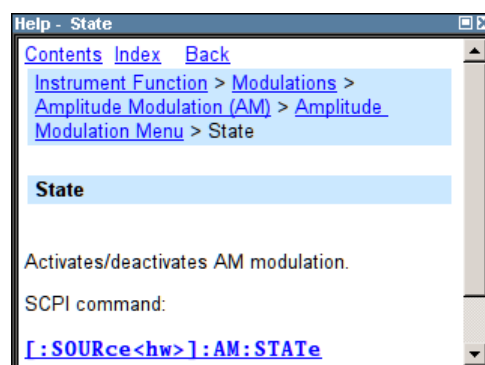 Help - State
Contents Index Back
Instrument Function > Modulations >
Amplitude Modulation (AM) > Amplitude
Modulation Menu > State
State
Activates/deactivates AM modulation.
SCPI command:
[:SOURce<hw>]:AM:STATe